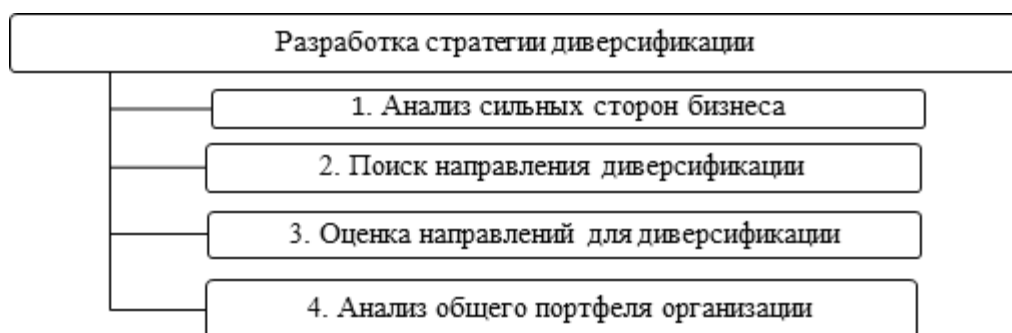 Разработка стратегии диверсификации
1. Анализ сильных сторон бизнеса
2. Поиск направления диверсификации
3. Оценка направлений для диверсификации
4. Анализ общего портфеля организации